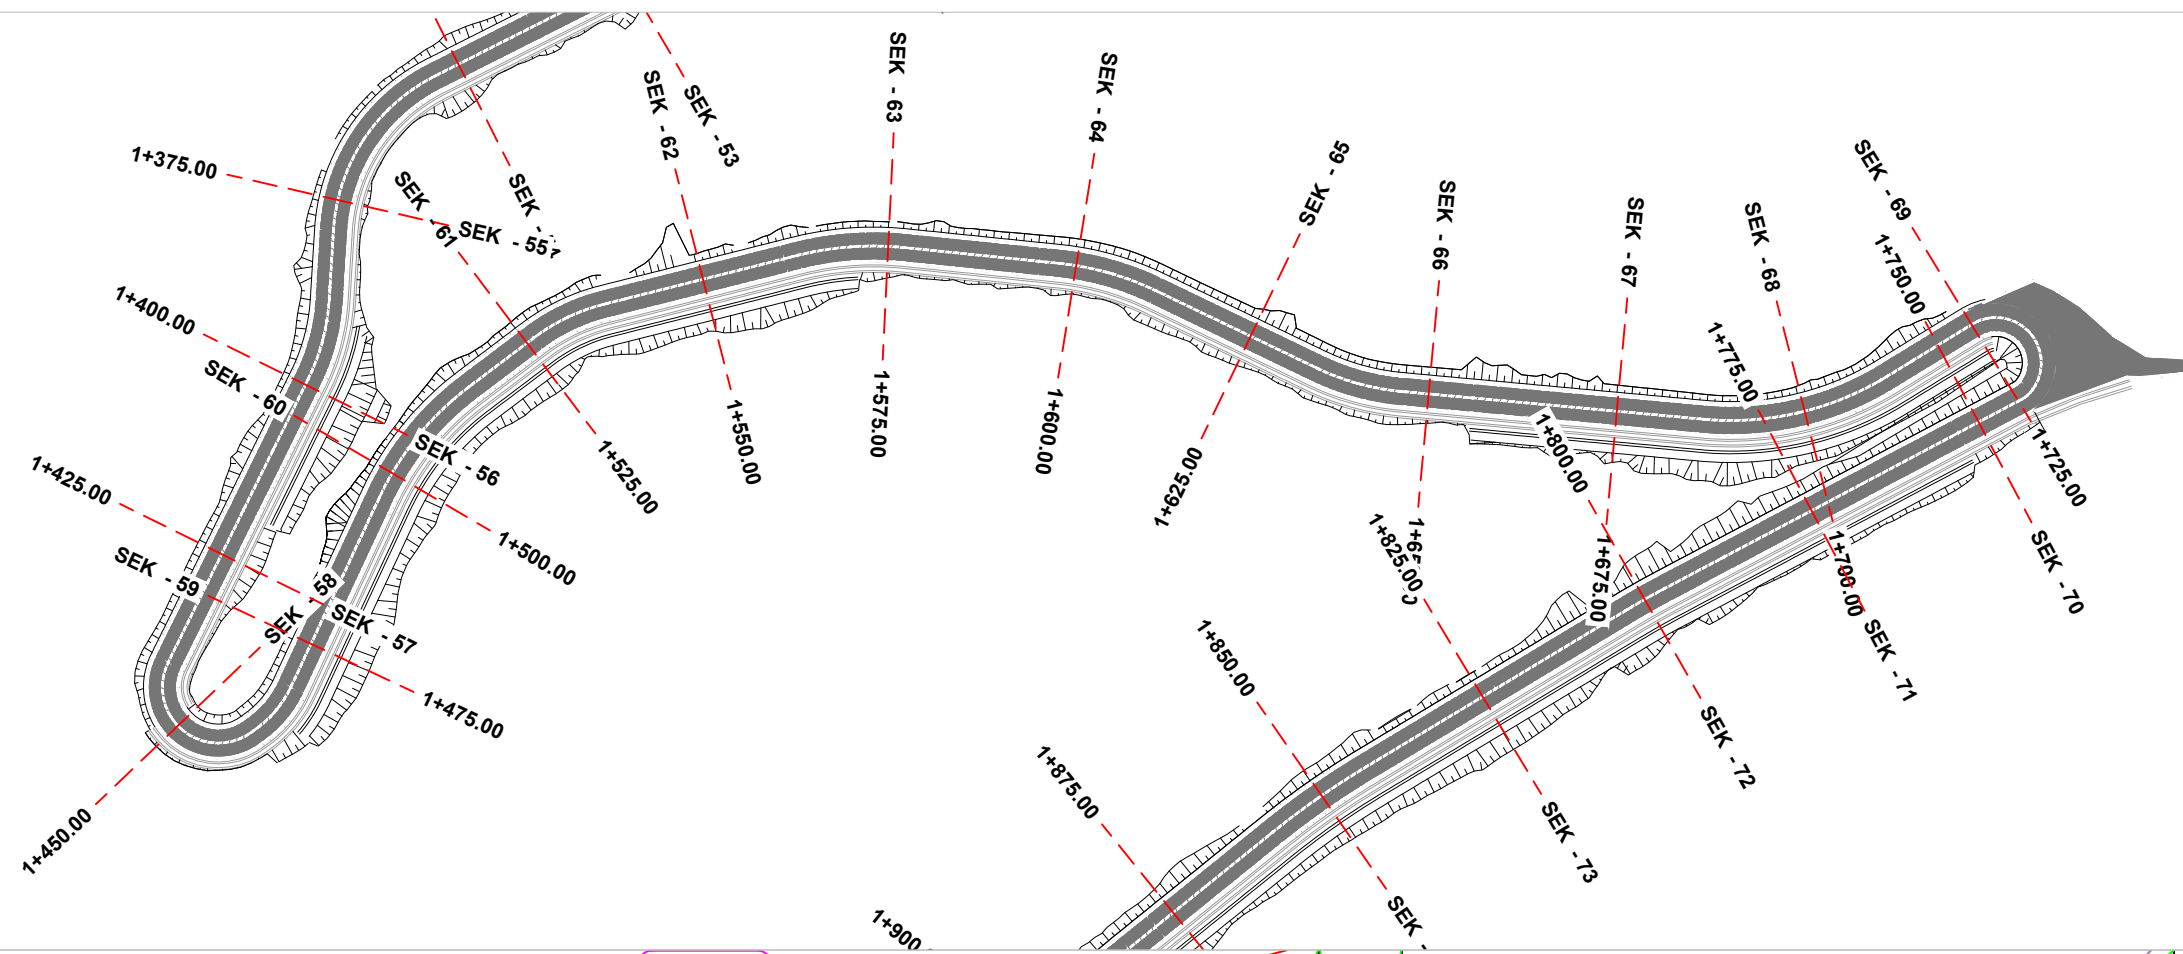 SEK - 53
SEK -
1+375.00
SEK - 55
1+400.00
SEK - 56
1+425.00
SEK - 57
1+450.00
SEK - 58
SEK - 59
1+475.00
SEK - 60
1+500.00
SEK - 61
1+525.00
SEK - 62
1+550.00
SEK - 63
1+575.00
SEK - 64
1+600.00
SEK - 65
1+625.00
SEK - 66
SEK - 67
1+675.00
SEK - 68
1+700.00
SEK - 69
1+725.00
SEK - 70
1+750.00
SEK - 71
1+775.00
SEK - 72
1+800.00
SEK - 73
1+825.00
SEK -
1+850.00
1+875.00
1+900